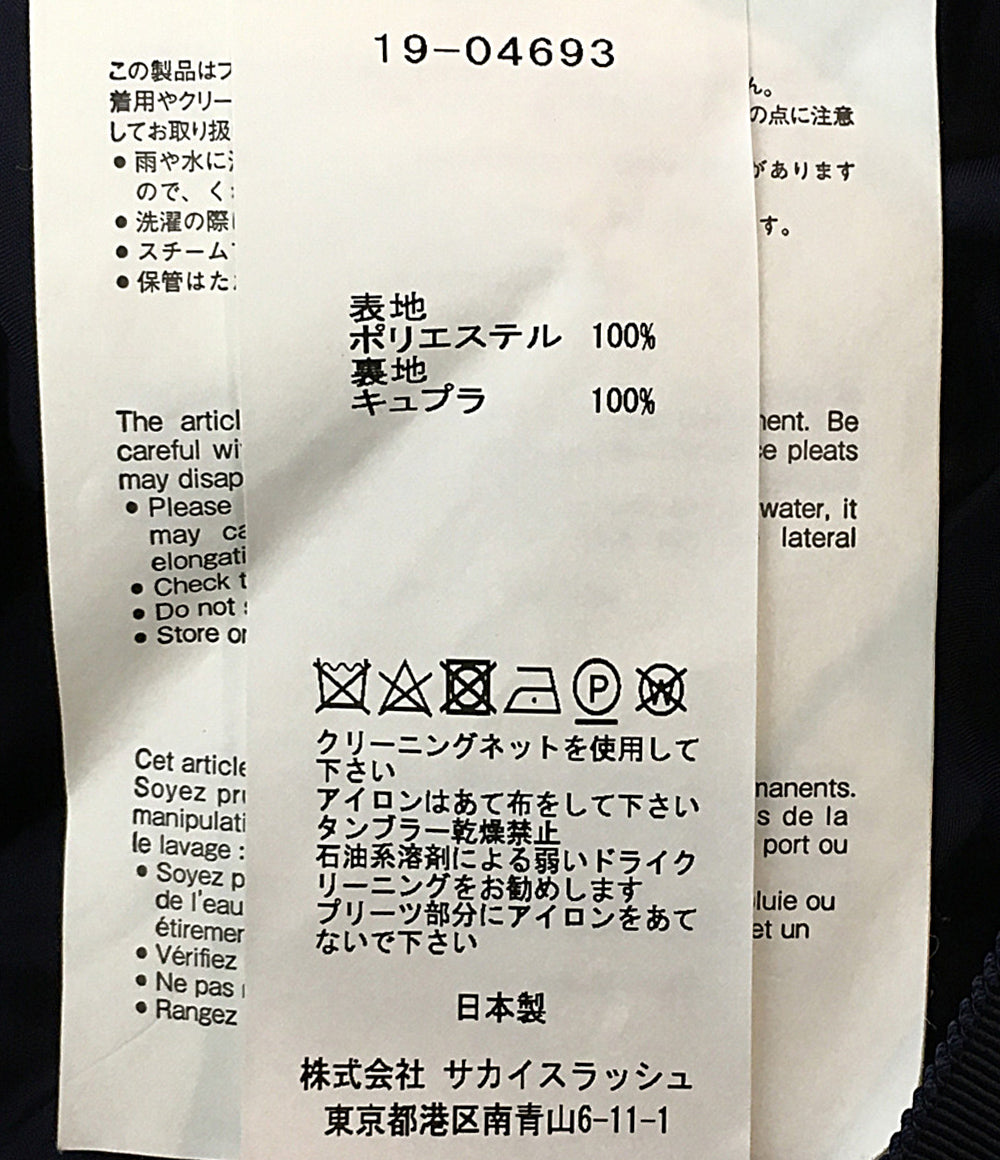 19-04693
この製品は
着用やクリー
してお取り扱
● 雨や水に
ので、
● 洗濯の際
● スチーム
● 保管は
ん。
の点に注意
があります
す。
表地
ポリエステル 100%
裏地
キュプラ 100%
The articl
careful wi
may disap
● Please
may ca
elongati
● Check t
● Do not
● Store or
ment. Be
ce pleats
water, it
lateral
P
W
クリーニングネットを使用して
下さい
アイロンはあて布をして下さい
タンブラー乾燥禁止
石油系溶剤による弱いドライク
リーニングをお勧めします
プリーツ部分にアイロンをあて
ないで下さい
Cet article
Soyez pru
manipulati
le lavage :
● Soyez p
de l'eau
étiremer
● Vérifiez
● Ne pas
● Rangez
manents.
s de la
port ou
pluie ou
et un
日本製
株式会社 サカイスラッシュ
東京都港区南青山6-11-1